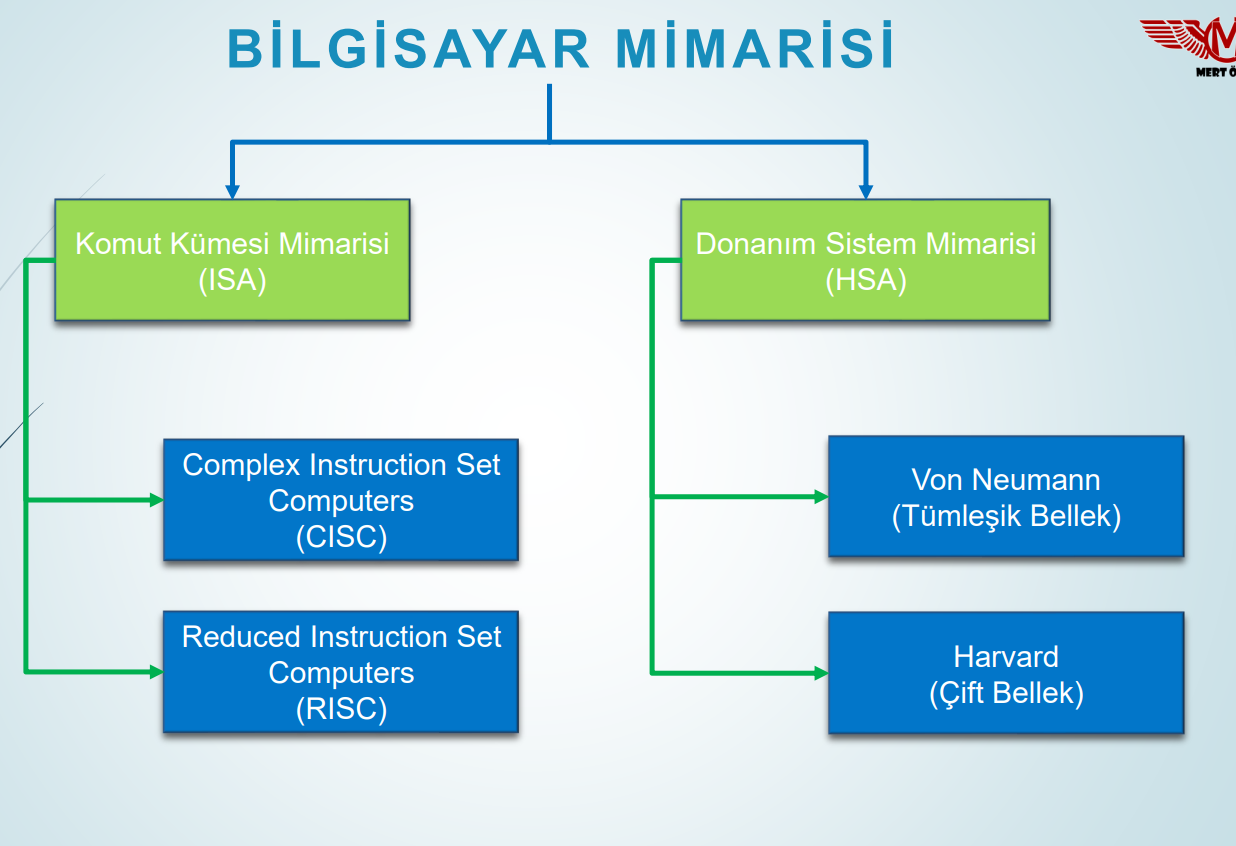 BİLGİSAYAR MİMARİSİ
MERT
Komut Kümesi Mimarisi
(ISA)
Donanım Sistem Mimarisi
(HSA)
Complex Instruction Set
Computers
(CISC)
Reduced Instruction Set
Computers
(RISC)
Von Neumann
(Tümleşik Bellek)
Harvard
(Çift Bellek)